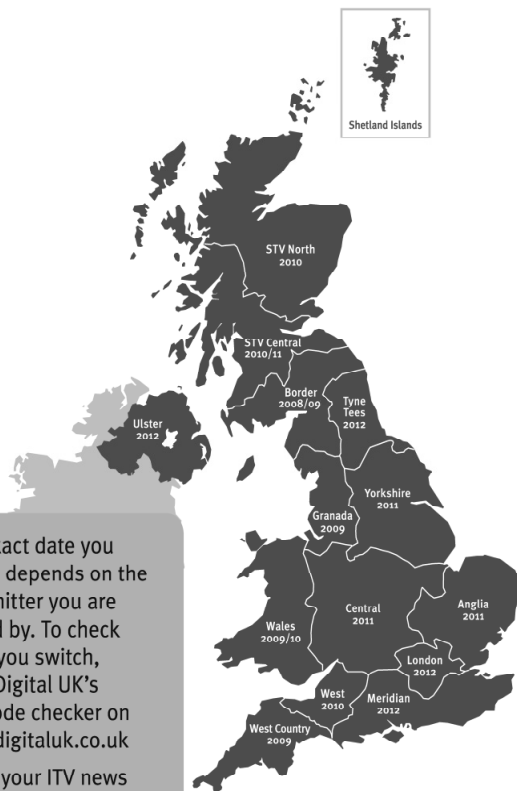 Shetland Islands
STV North
2010
STV Central
2010/11
Border
2008/09
Tyne
Tees
2012
Ulster
2012
Yorkshire
2011
Granada
2009
Wales
2009/10
Central
2011
Anglia
2011
London
2012
West
2010
Meridian
2012
West Country
2009
date you
depends on the
you are
by. To check
you switch,
Digital UK's
checker on
digitaluk.co.uk
your ITV news